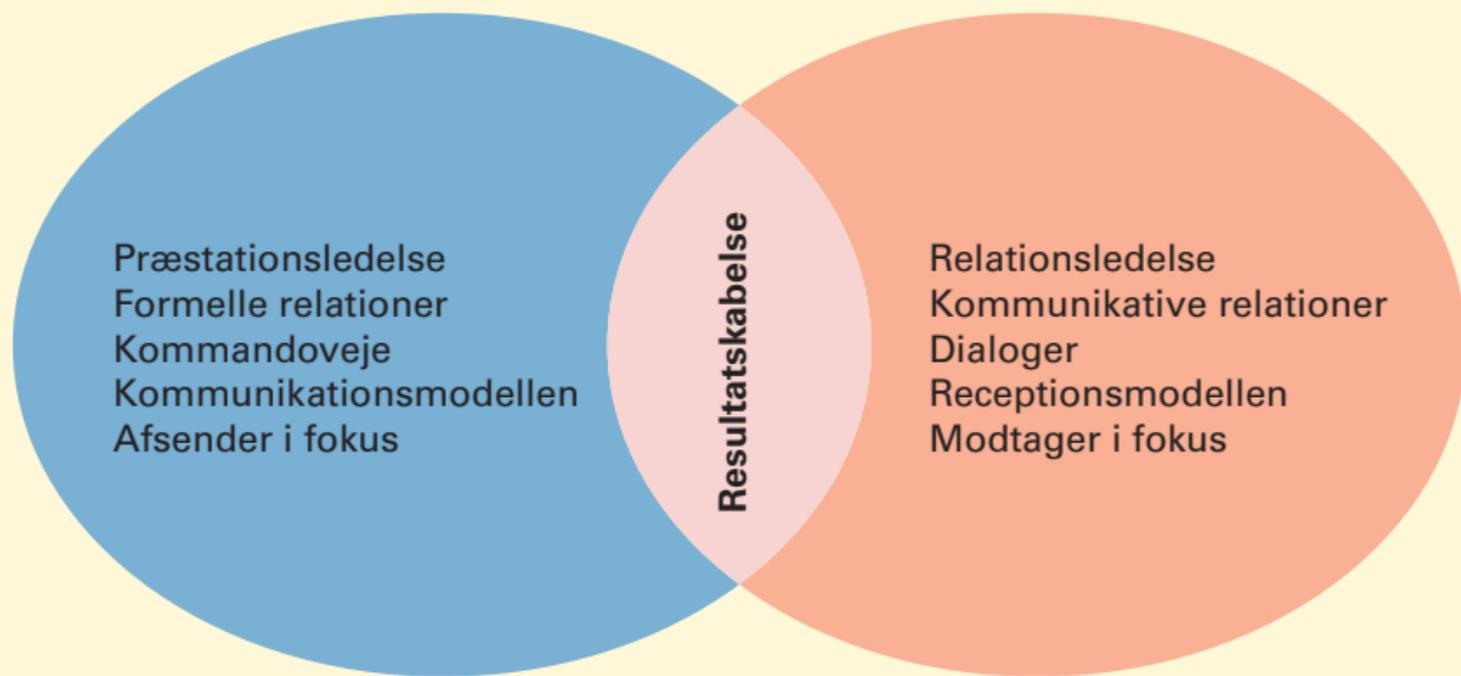 Præstationsledelse
Formelle relationer
Kommandoveje
Kommunikationsmodellen
Afsender i fokus
Resultatskabelse
Relationsledelse
Kommunikative relationer
Dialoger
Receptionsmodellen
Modtager i fokus